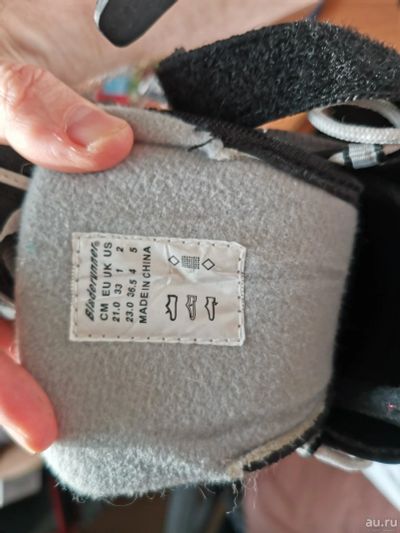 Bladerunner
CM EU UK US
21.0 33 1 2
23.0 36.5 4 5
MADE IN CHINA
au.ru